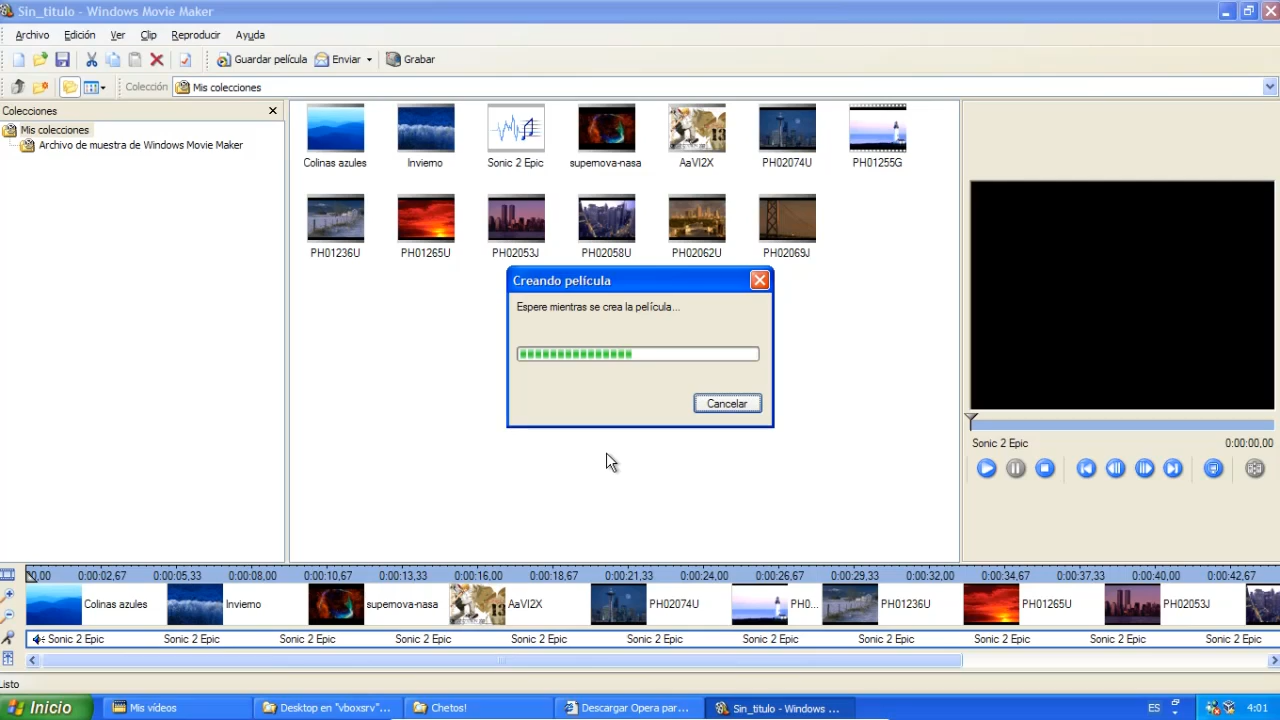 Sin_titulo - Windows Movie Maker
Archivo Edición Ver Clip Reproducir Ayuda
Guardar película Enviar Grabar
Colección Mis colecciones
Colecciones
Mis colecciones
Archivo de muestra de Windows Movie Maker
Colinas azules Invierno Sonic 2 Epic supernova-nasa AaVI2X PH02074U PH01255G
PH01236U PH01265U PH02053J PH02058U PH02062U PH02069J
Creando película
Espere mientras se crea la película...
Cancelar
Sonic 2 Epic 0:00:00,00
0,00 0:00:02,67 0:00:05,33 0:00:08,00 0:00:10,67 0:00:13,33 0:00:16,00 0:00:18,67 0:00:21,33 0:00:24,00 0:00:26,67 0:00:29,33 0:00:32,00 0:00:34,67 0:00:37,33 0:00:40,00 0:00:42,67
Colinas azules Invierno supernova-nasa AaVI2X PH02074U PH0... PH01236U PH01265U PH02053J
Sonic 2 Epic Sonic 2 Epic Sonic 2 Epic Sonic 2 Epic Sonic 2 Epic Sonic 2 Epic Sonic 2 Epic Sonic 2 Epic Sonic 2 Epic Sonic 2 Epic Sonic 2 Epic
Listo
Inicio Mis vídeos Desktop en "vboxsrv"... Chetos! Descargar Opera par... Sin_titulo - Windows ... ES 4:01